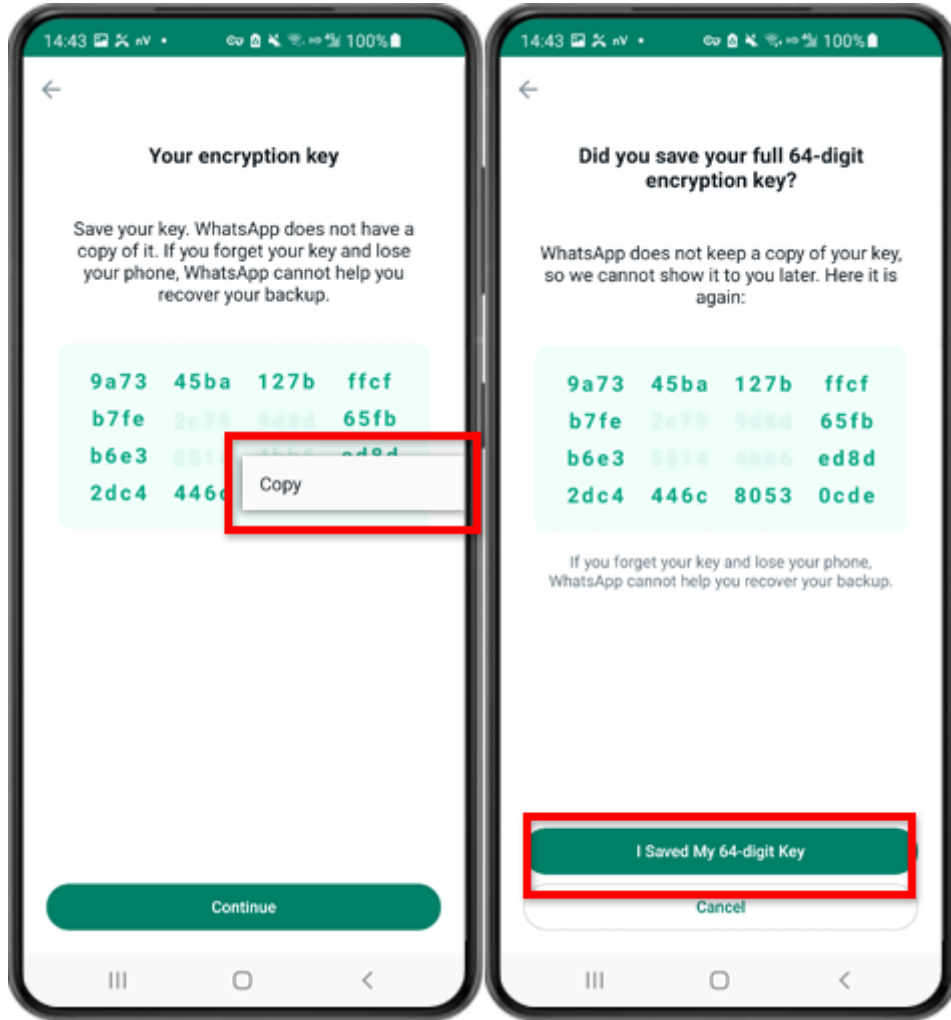 14:43
100%
Your encryption key
Save your key. WhatsApp does not have a
copy of it. If you forget your key and lose
your phone, WhatsApp cannot help you
recover your backup.
9a73 45ba 127b ffcf
b7fe 65fb
b6e3 ed8d
2dc4 446c
Copy
Continue
14:43
100%
Did you save your full 64-digit
encryption key?
WhatsApp does not keep a copy of your key,
so we cannot show it to you later. Here it is
again:
9a73 45ba 127b ffcf
b7fe 65fb
b6e3 ed8d
2dc4 446c 8053 0cde
If you forget your key and lose your phone,
WhatsApp cannot help you recover your backup.
I Saved My 64-digit Key
Cancel